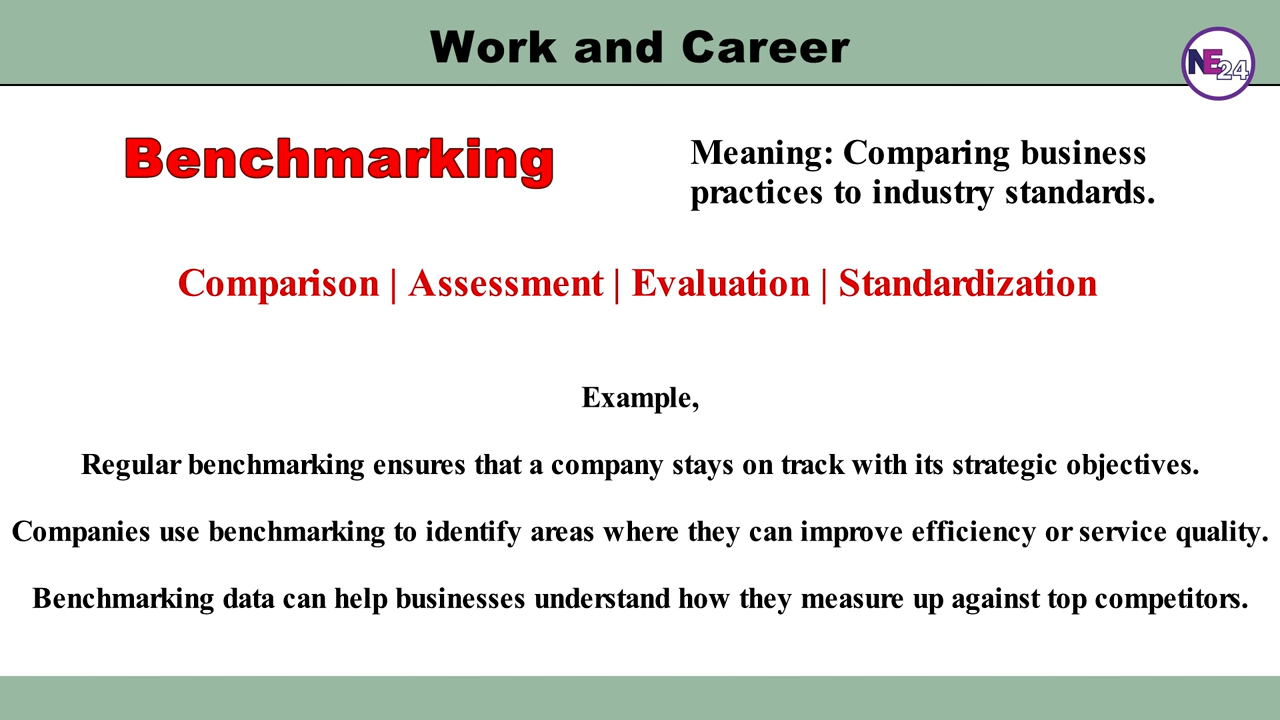 Work and Career
NE24
Benchmarking
Meaning: Comparing business
practices to industry standards.
Comparison | Assessment | Evaluation | Standardization
Example,
Regular benchmarking ensures that a company stays on track with its strategic objectives.
Companies use benchmarking to identify areas where they can improve efficiency or service quality.
Benchmarking data can help businesses understand how they measure up against top competitors.